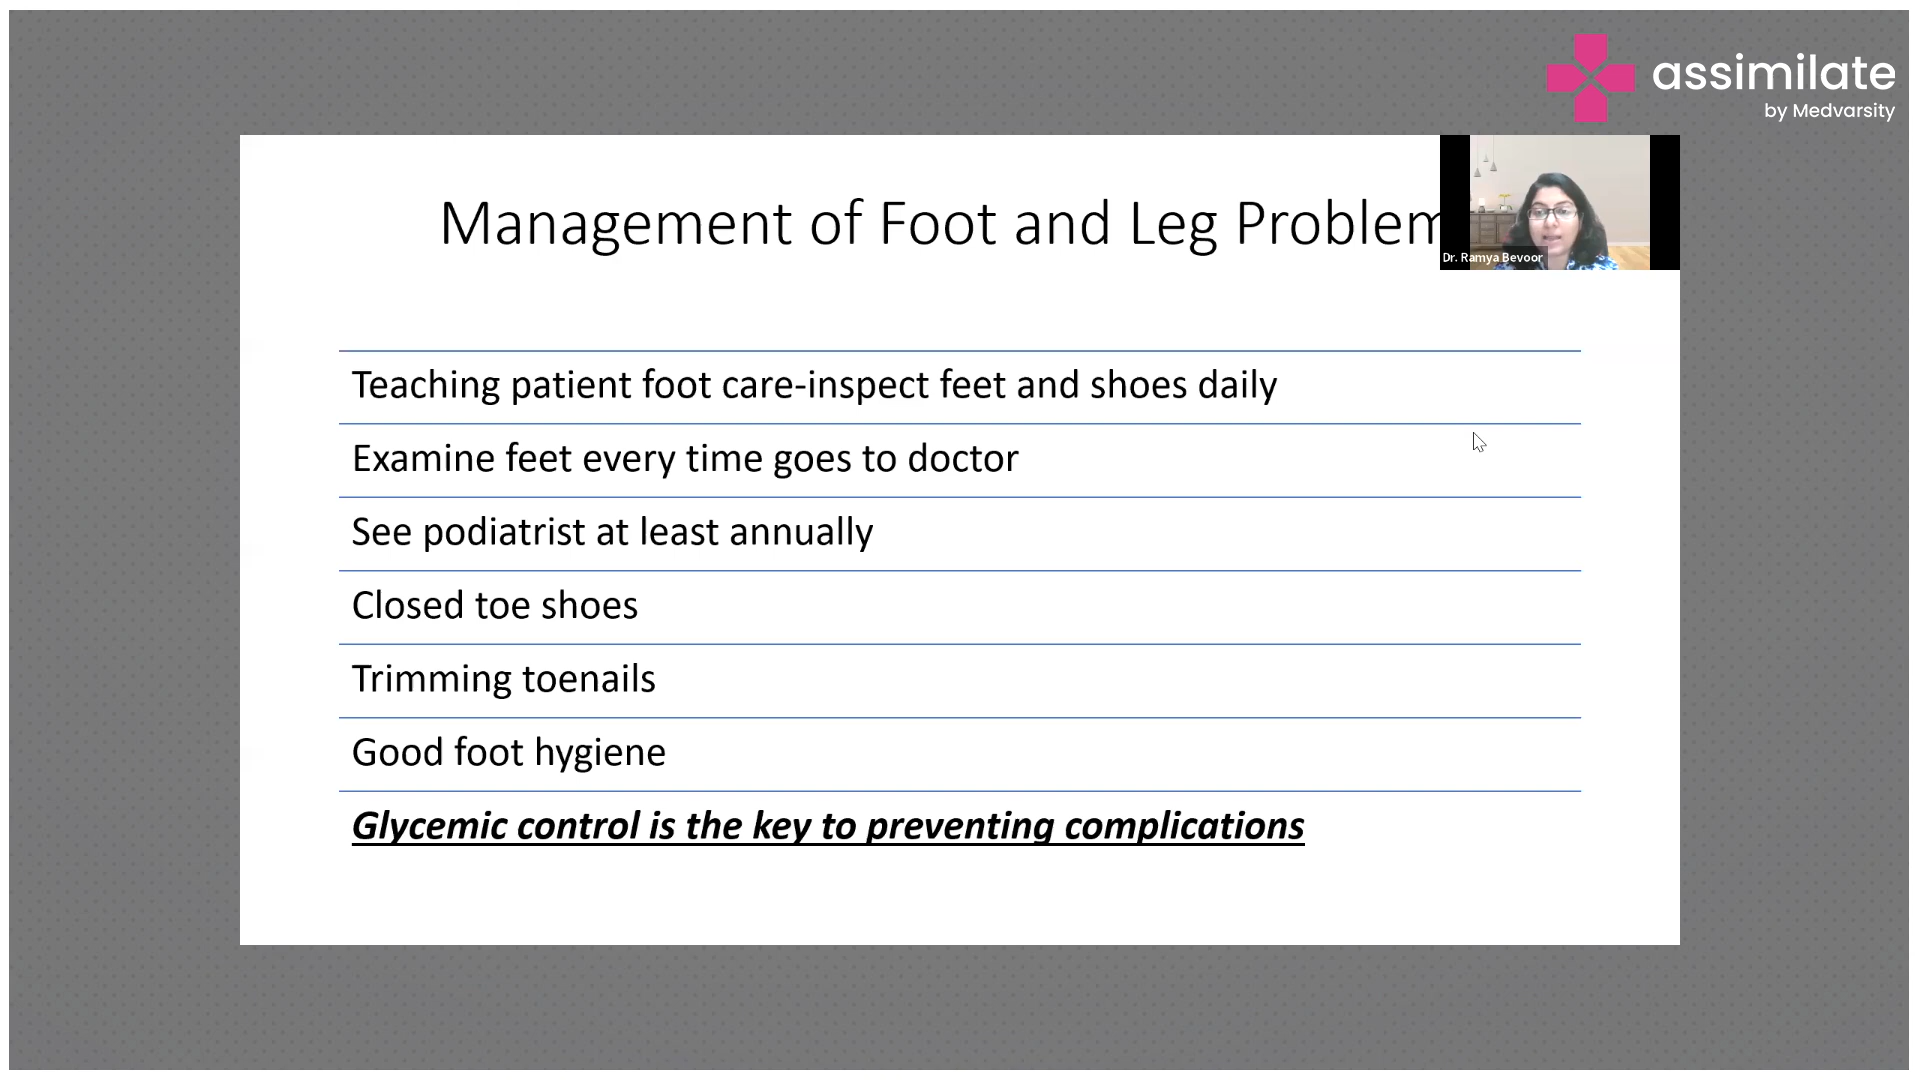 assimilate
by Medvarsity
Management of Foot and Leg Problem
Dr. Ramya Bevoor
Teaching patient foot care-inspect feet and shoes daily
Examine feet every time goes to doctor
See podiatrist at least annually
Closed toe shoes
Trimming toenails
Good foot hygiene
Glycemic control is the key to preventing complications